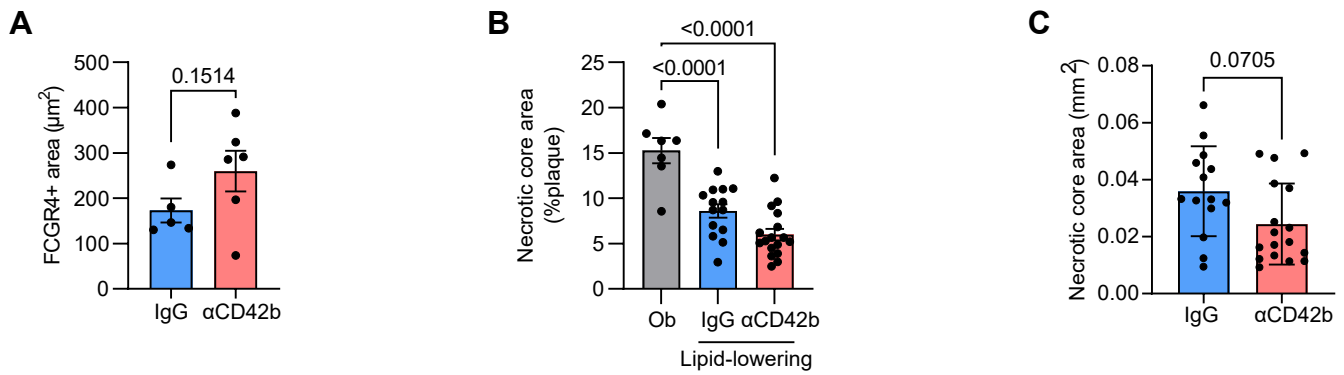 A
FCGR4+ area (µm²)
500
400
300
200
100
0
0.1514
IgG αCD42b
B
Necrotic core area
(%plaque)
25
20
15
10
5
0
<0.0001
<0.0001
Ob IgG αCD42b
Lipid-lowering
C
Necrotic core area (mm²)
0.08
0.06
0.04
0.02
0.00
0.0705
IgG αCD42b